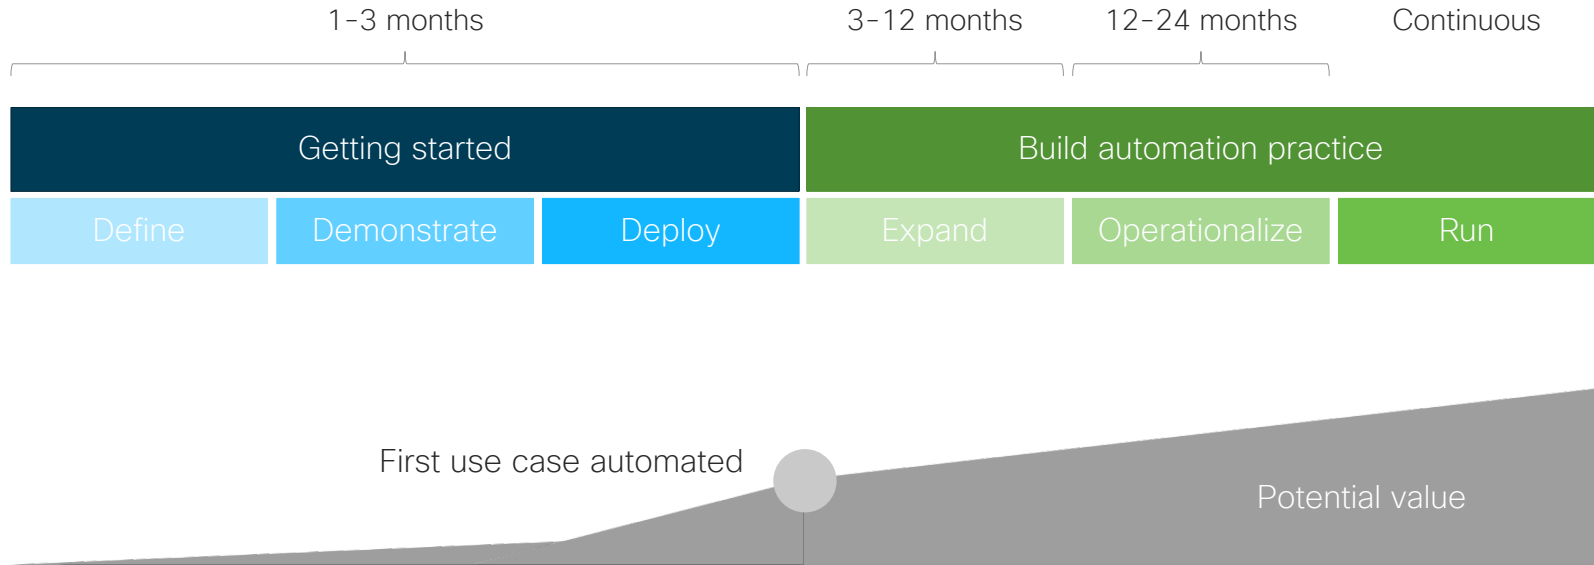 1-3 months
3-12 months
12-24 months
Continuous
Getting started
Build automation practice
Define
Demonstrate
Deploy
Expand
Operationalize
Run
First use case automated
Potential value